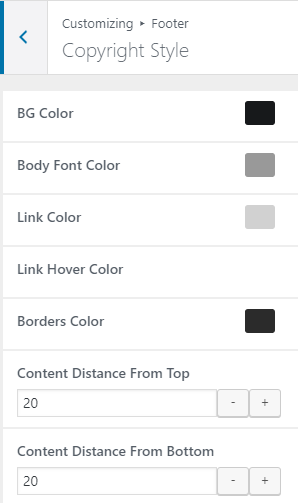 Customizing ▸ Footer
Copyright Style
BG Color
Body Font Color
Link Color
Link Hover Color
Borders Color
Content Distance From Top
20 - +
Content Distance From Bottom
20 - +